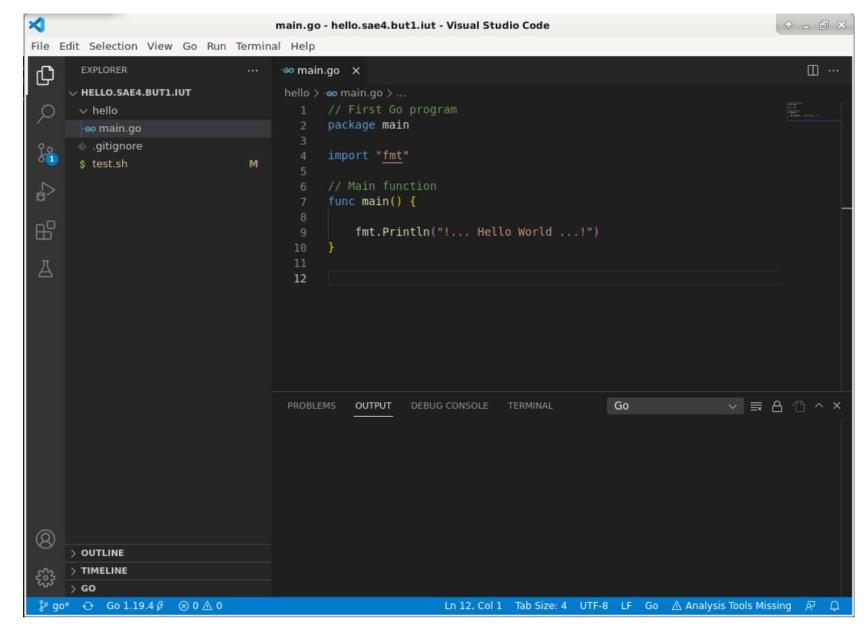 main.go - hello.sae4.but1.iut - Visual Studio Code
File Edit Selection View Go Run Terminal Help
EXPLORER ...
HELLO.SAE4.BUT1.IUT
hello
main.go
.gitignore
$ test.sh M
1
main.go ×
hello > main.go > ...
1 // First Go program
2 package main
3
4 import "fmt"
5
6 // Main function
7 func main() {
8
9 fmt.Println("!... Hello World ...!")
10 }
11
12
PROBLEMS OUTPUT DEBUG CONSOLE TERMINAL Go
OUTLINE
TIMELINE
GO
go* Go 1.19.4 0 0 Ln 12, Col 1 Tab Size: 4 UTF-8 LF Go Analysis Tools Missing